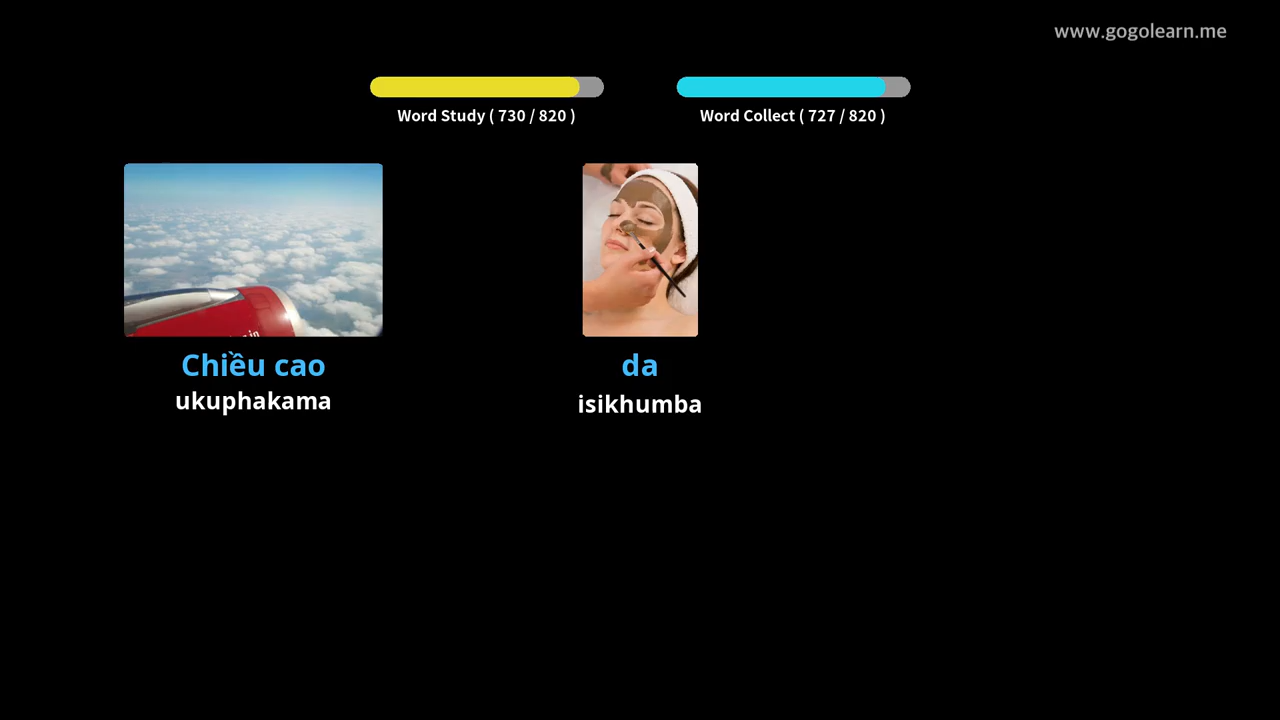 www.gogolearn.me
Word Study ( 730 / 820 )
Word Collect ( 727 / 820 )
Chiều cao
ukuphakama
da
isikhumba